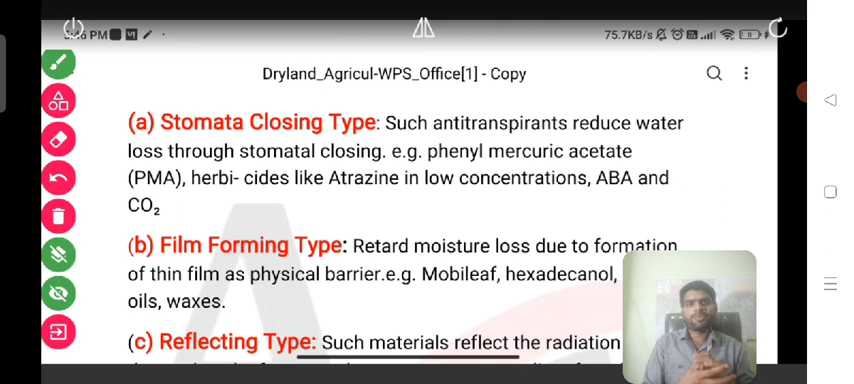 5:46 PM
75.7KB/s
Dryland_Agricul-WPS_Office[1] - Copy
(a) Stomata Closing Type: Such antitranspirants reduce water
loss through stomatal closing. e.g. phenyl mercuric acetate
(PMA), herbi- cides like Atrazine in low concentrations, ABA and
CO₂
(b) Film Forming Type: Retard moisture loss due to formation
of thin film as physical barrier.e.g. Mobileaf, hexadecanol,
oils, waxes.
(c) Reflecting Type: Such materials reflect the radiation